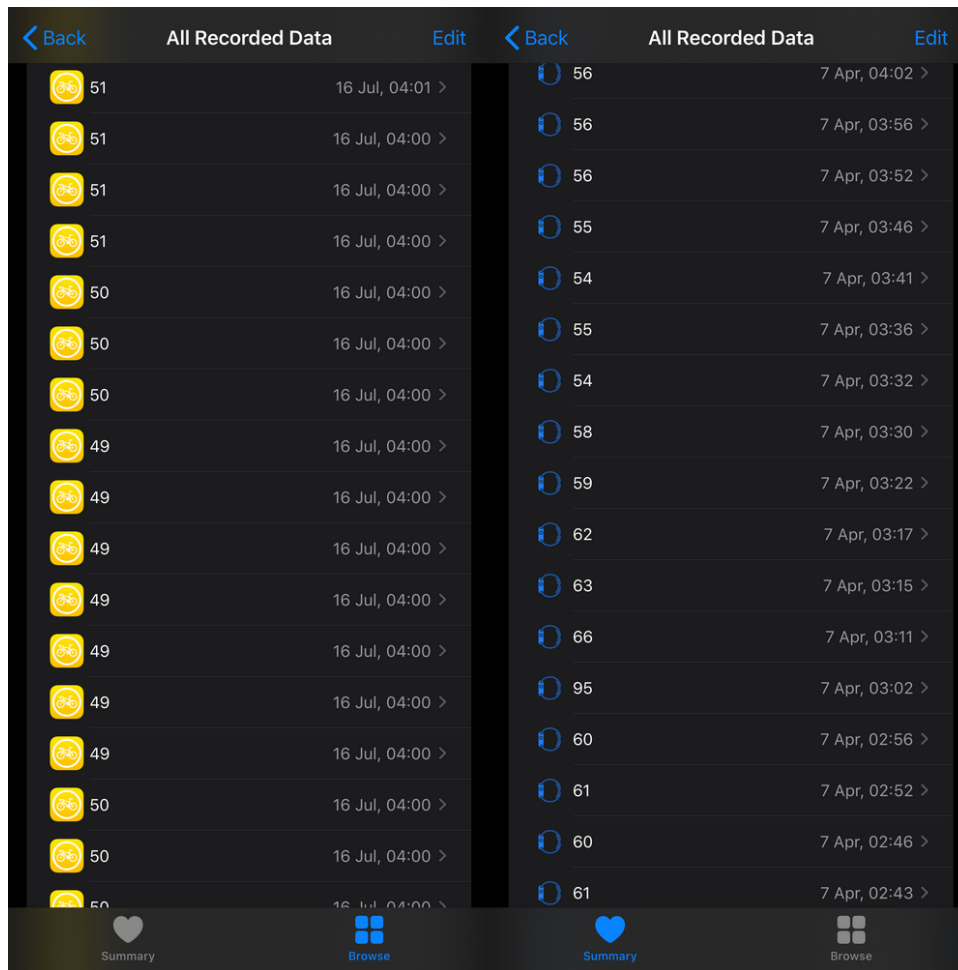 Back All Recorded Data Edit
51 16 Jul, 04:01
51 16 Jul, 04:00
51 16 Jul, 04:00
51 16 Jul, 04:00
50 16 Jul, 04:00
50 16 Jul, 04:00
50 16 Jul, 04:00
49 16 Jul, 04:00
49 16 Jul, 04:00
49 16 Jul, 04:00
49 16 Jul, 04:00
49 16 Jul, 04:00
49 16 Jul, 04:00
49 16 Jul, 04:00
50 16 Jul, 04:00
50 16 Jul, 04:00
50 16 Jul, 04:00
Summary Browse
Back All Recorded Data Edit
56 7 Apr, 04:02
56 7 Apr, 03:56
56 7 Apr, 03:52
55 7 Apr, 03:46
54 7 Apr, 03:41
55 7 Apr, 03:36
54 7 Apr, 03:32
58 7 Apr, 03:30
59 7 Apr, 03:22
62 7 Apr, 03:17
63 7 Apr, 03:15
66 7 Apr, 03:11
95 7 Apr, 03:02
60 7 Apr, 02:56
61 7 Apr, 02:52
60 7 Apr, 02:46
61 7 Apr, 02:43
Summary Browse